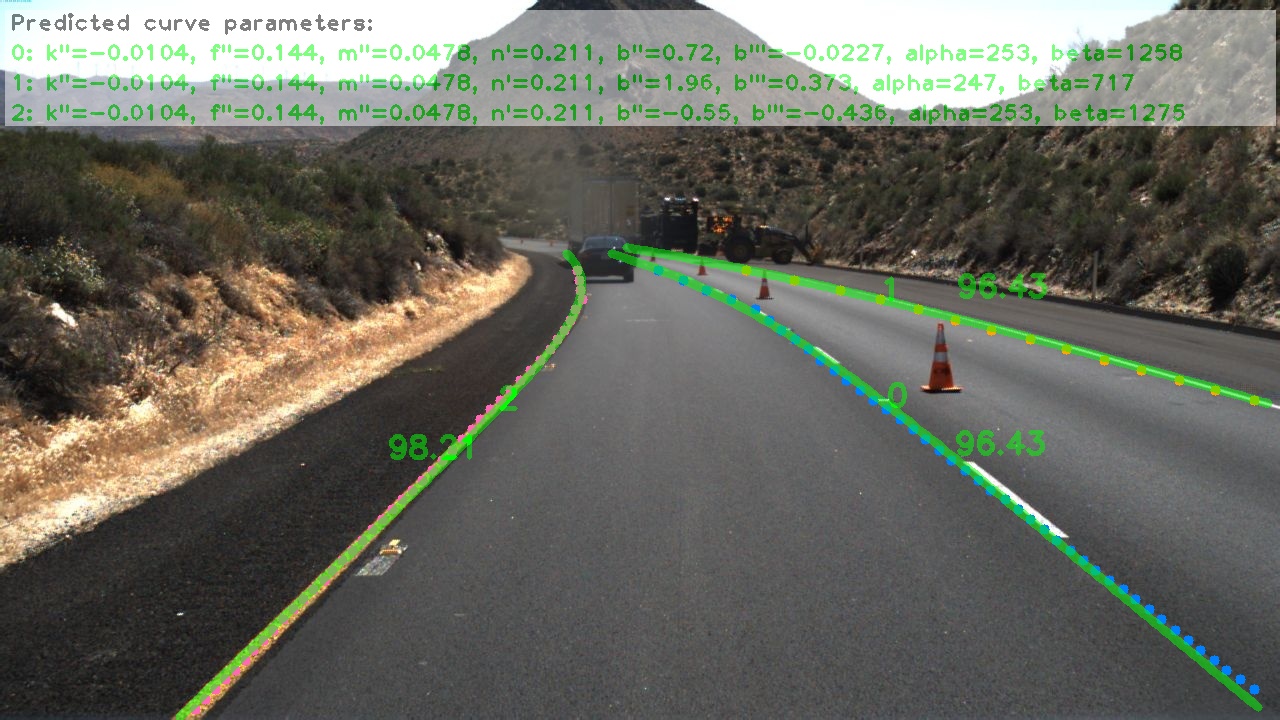 Predicted curve parameters:
0: k''=-0.0104, f''=0.144, m''=0.0478, n'=0.211, b''=0.72, b'''=-0.0227, alpha=253, beta=1258
1: k''=-0.0104, f''=0.144, m''=0.0478, n'=0.211, b''=1.96, b'''=0.373, alpha=247, beta=717
2: k''=-0.0104, f''=0.144, m''=0.0478, n'=0.211, b''=-0.55, b'''=-0.436, alpha=253, beta=1275
1 96.43
2
0
98.21 96.43